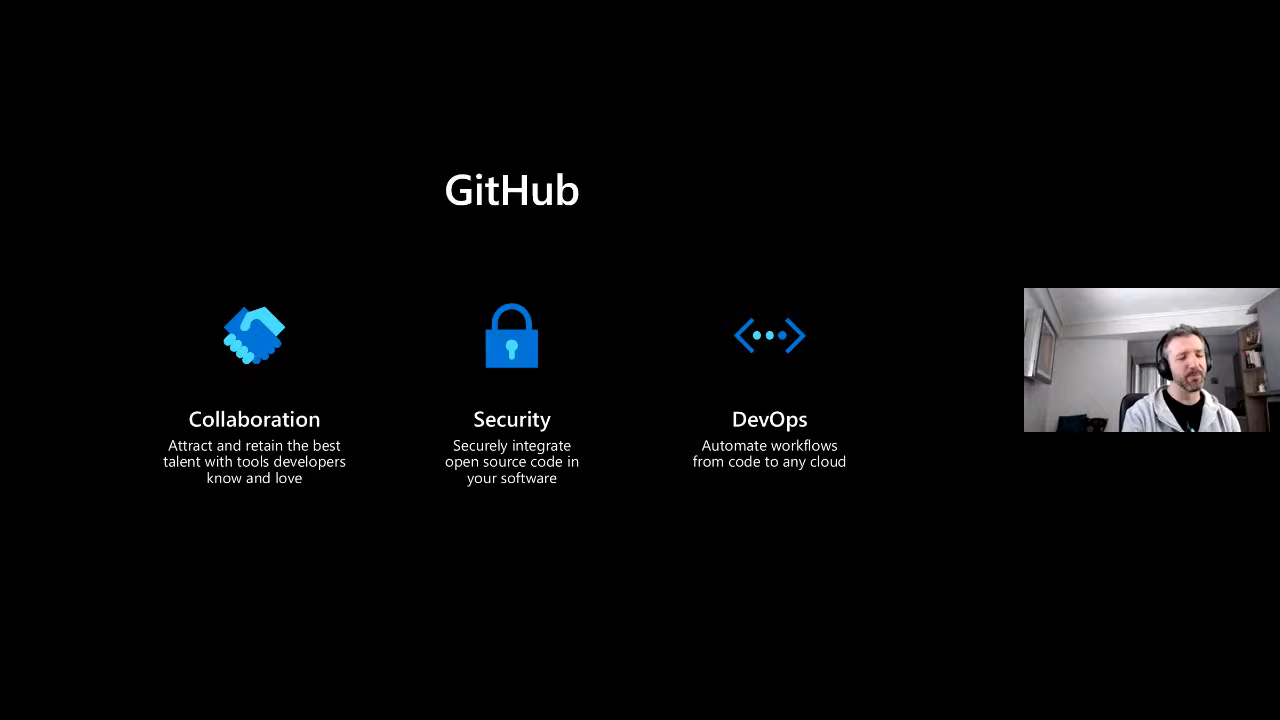 GitHub
Collaboration
Attract and retain the best
talent with tools developers
know and love
Security
Securely integrate
open source code in
your software
DevOps
Automate workflows
from code to any cloud